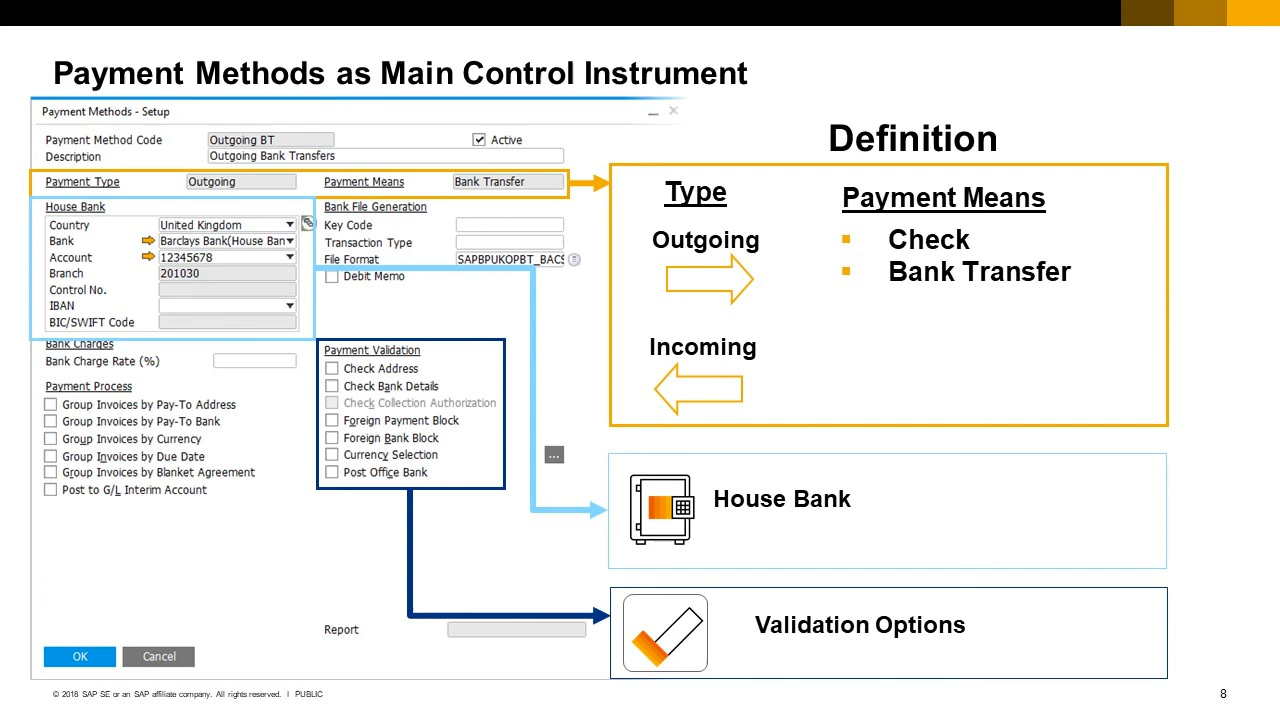 Payment Methods as Main Control Instrument
Payment Methods - Setup
Payment Method Code Outgoing BT Active
Description Outgoing Bank Transfers
Payment Type Outgoing Payment Means Bank Transfer
House Bank
Country United Kingdom
Bank Barclays Bank(House Ban
Account 12345678
Branch 201030
Control No.
IBAN
BIC/SWIFT Code
Bank File Generation
Key Code
Transaction Type
File Format SAPBPUKOPBT_BACS
Debit Memo
Bank Charges
Bank Charge Rate (%)
Payment Process
Group Invoices by Pay-To Address
Group Invoices by Pay-To Bank
Group Invoices by Currency
Group Invoices by Due Date
Group Invoices by Blanket Agreement
Post to G/L Interim Account
Payment Validation
Check Address
Check Bank Details
Check Collection Authorization
Foreign Payment Block
Foreign Bank Block
Currency Selection
Post Office Bank
...
Report
OK Cancel
Definition
Type
Outgoing
Incoming
Payment Means
Check
Bank Transfer
House Bank
Validation Options
© 2018 SAP SE or an SAP affiliate company. All rights reserved. I PUBLIC
8